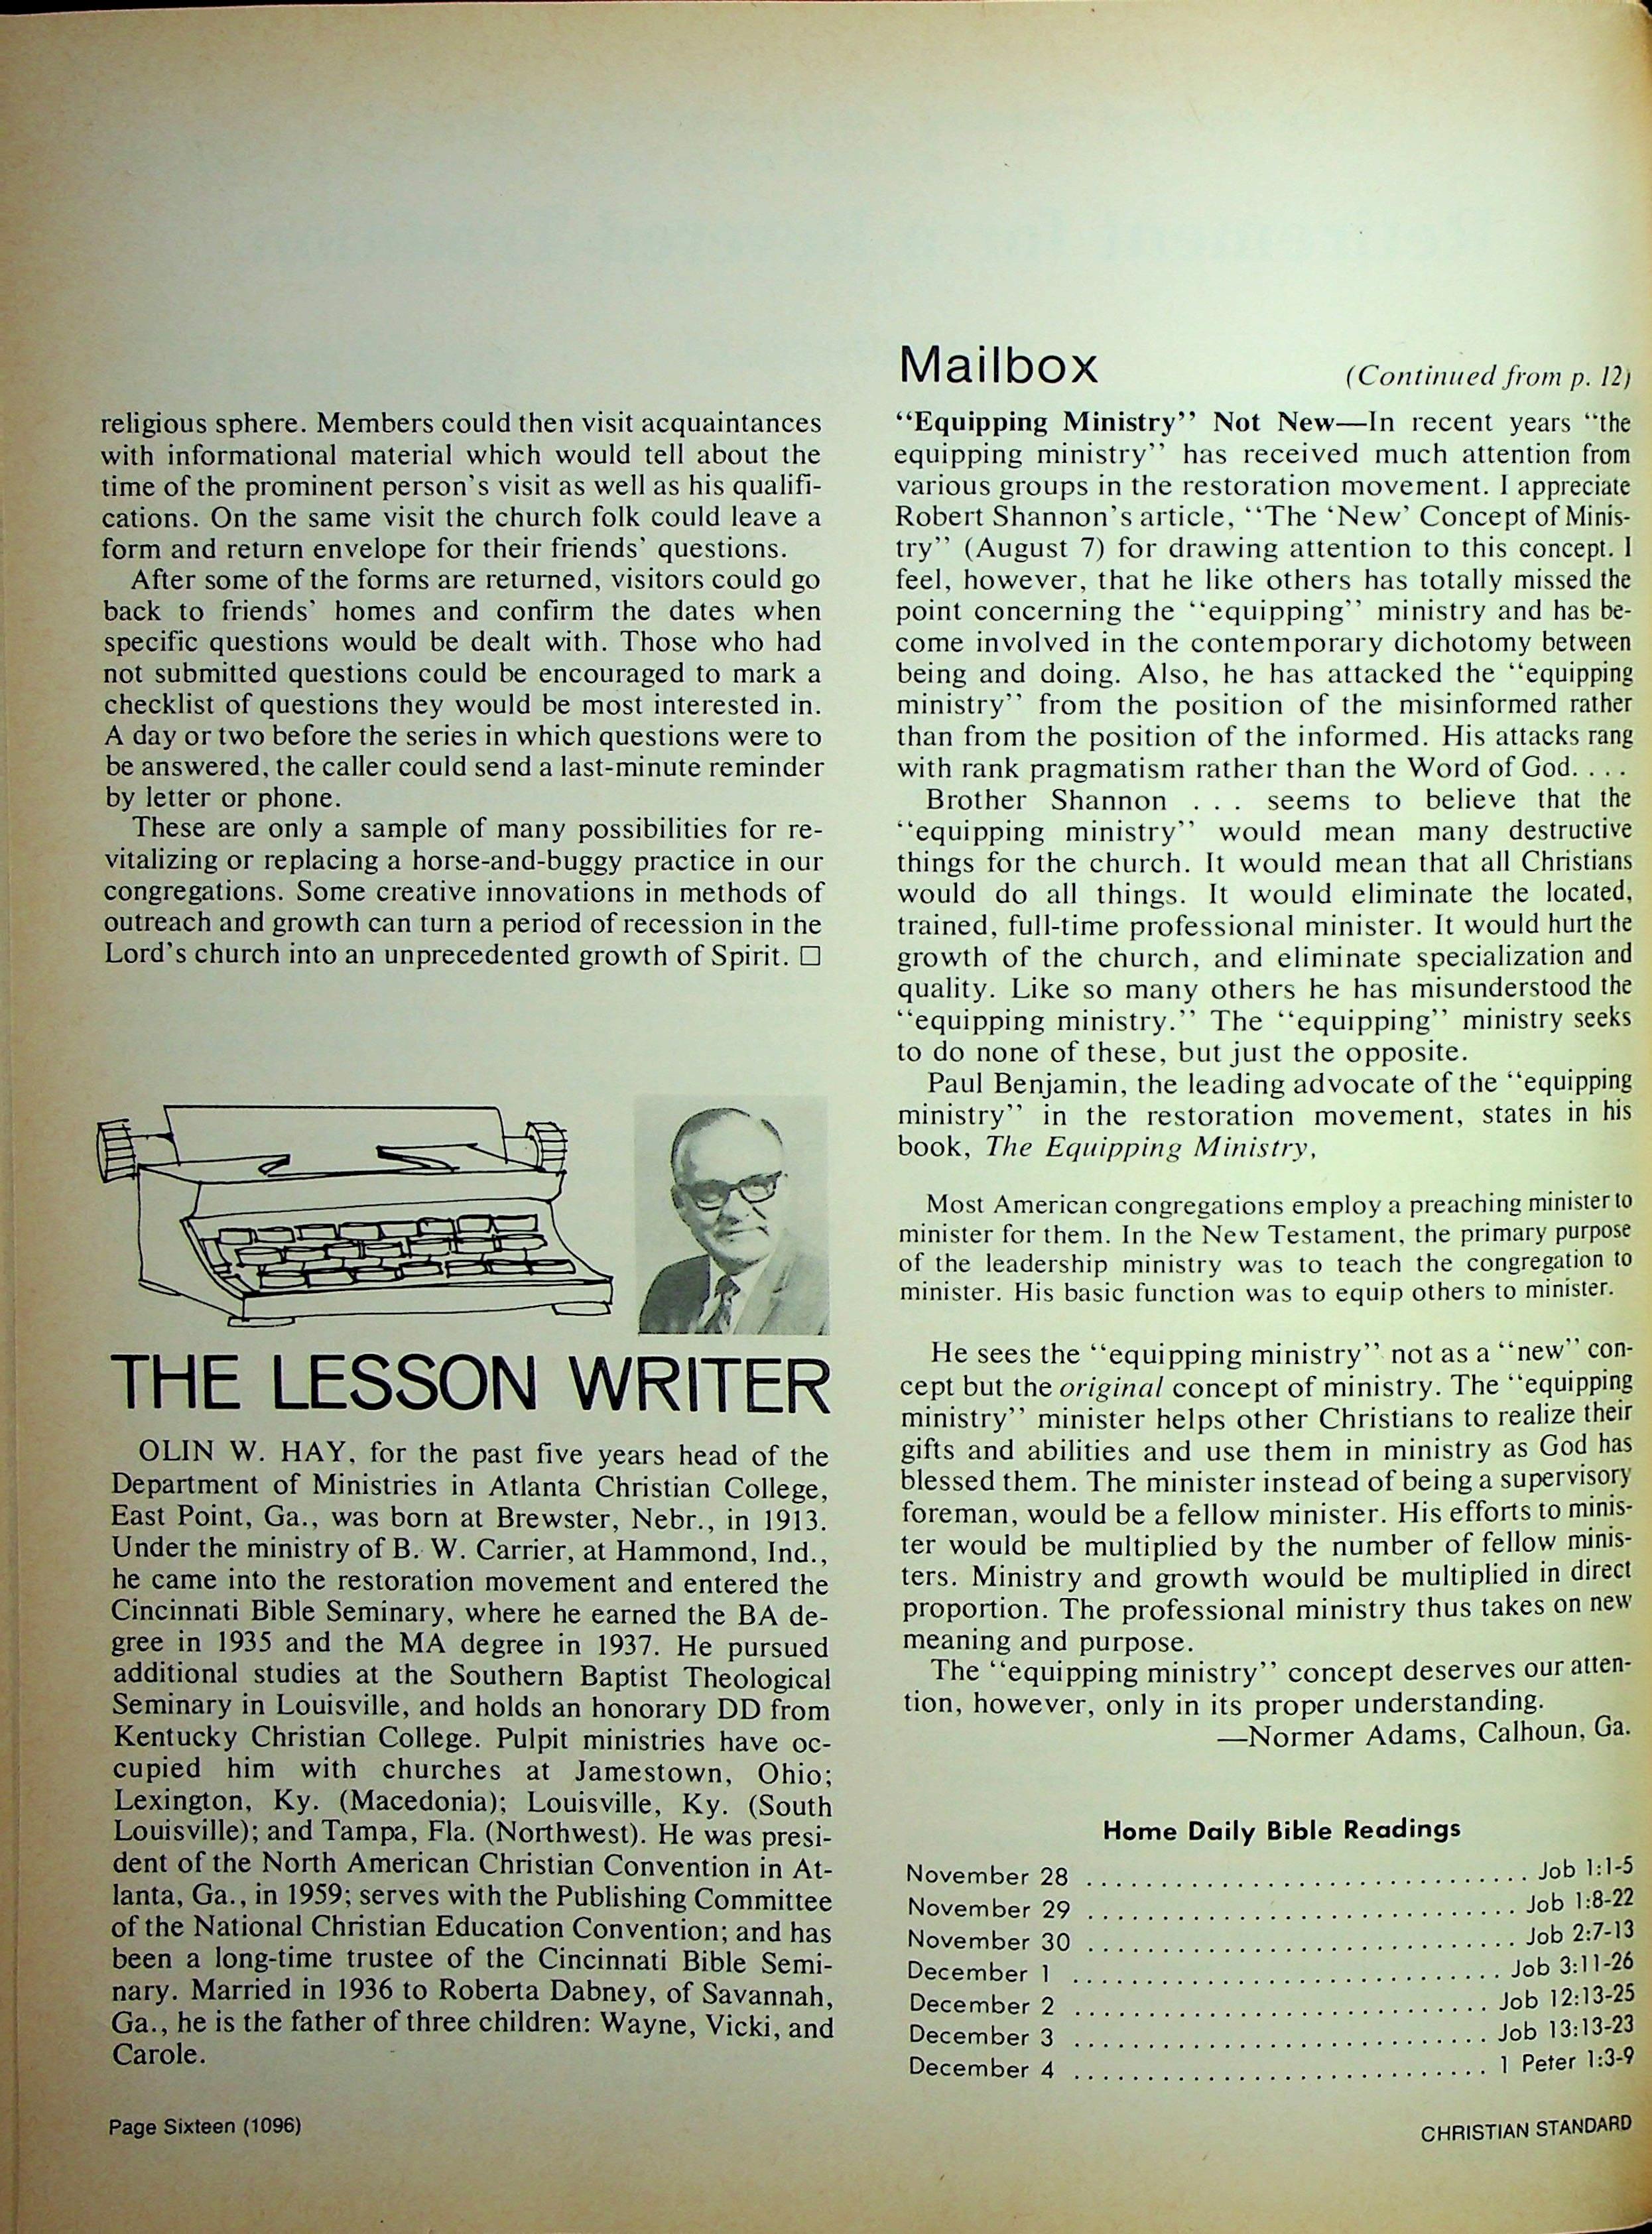 religious sphere. Members could then visit acquaintances
with informational material which would tell about the
time of the prominent person's visit as well as his qualifi-
cations. On the same visit the church folk could leave a
form and return envelope for their friends' questions.
After some of the forms are returned, visitors could go
back to friends' homes and confirm the dates when
specific questions would be dealt with. Those who had
not submitted questions could be encouraged to mark a
checklist of questions they would be most interested in.
A day or two before the series in which questions were to
be answered, the caller could send a last-minute reminder
by letter or phone.
These are only a sample of many possibilities for re-
vitalizing or replacing a horse-and-buggy practice in our
congregations. Some creative innovations in methods of
outreach and growth can turn a period of recession in the
Lord's church into an unprecedented growth of Spirit. □
THE LESSON WRITER
OLIN W. HAY, for the past five years head of the
Department of Ministries in Atlanta Christian College,
East Point, Ga., was born at Brewster, Nebr., in 1913.
Under the ministry of B. W. Carrier, at Hammond, Ind.,
he came into the restoration movement and entered the
Cincinnati Bible Seminary, where he earned the BA de-
gree in 1935 and the MA degree in 1937. He pursued
additional studies at the Southern Baptist Theological
Seminary in Louisville, and holds an honorary DD from
Kentucky Christian College. Pulpit ministries have oc-
cupied him with churches at Jamestown, Ohio;
Lexington, Ky. (Macedonia); Louisville, Ky. (South
Louisville); and Tampa, Fla. (Northwest). He was presi-
dent of the North American Christian Convention in At-
lanta, Ga., in 1959; serves with the Publishing Committee
of the National Christian Education Convention; and has
been a long-time trustee of the Cincinnati Bible Semi-
nary. Married in 1936 to Roberta Dabney, of Savannah,
Ga., he is the father of three children: Wayne, Vicki, and
Carole.
Mailbox (Continued from p. 12)
“Equipping Ministry” Not New—In recent years “the
equipping ministry” has received much attention from
various groups in the restoration movement. I appreciate
Robert Shannon's article, “The ‘New’ Concept of Minis-
try” (August 7) for drawing attention to this concept. I
feel, however, that he like others has totally missed the
point concerning the “equipping” ministry and has be-
come involved in the contemporary dichotomy between
being and doing. Also, he has attacked the “equipping
ministry” from the position of the misinformed rather
than from the position of the informed. His attacks rang
with rank pragmatism rather than the Word of God. . . .
Brother Shannon . . . seems to believe that the
“equipping ministry” would mean many destructive
things for the church. It would mean that all Christians
would do all things. It would eliminate the located,
trained, full-time professional minister. It would hurt the
growth of the church, and eliminate specialization and
quality. Like so many others he has misunderstood the
“equipping ministry.” The “equipping” ministry seeks
to do none of these, but just the opposite.
Paul Benjamin, the leading advocate of the “equipping
ministry” in the restoration movement, states in his
book, The Equipping Ministry,
Most American congregations employ a preaching minister to
minister for them. In the New Testament, the primary purpose
of the leadership ministry was to teach the congregation to
minister. His basic function was to equip others to minister.
He sees the “equipping ministry” not as a “new” con-
cept but the original concept of ministry. The “equipping
ministry” minister helps other Christians to realize their
gifts and abilities and use them in ministry as God has
blessed them. The minister instead of being a supervisory
foreman, would be a fellow minister. His efforts to minis-
ter would be multiplied by the number of fellow minis-
ters. Ministry and growth would be multiplied in direct
proportion. The professional ministry thus takes on new
meaning and purpose.
The “equipping ministry” concept deserves our atten-
tion, however, only in its proper understanding.
—Normer Adams, Calhoun, Ga.
Home Daily Bible Readings
November 28 . . . . . . . . . . Job 1:1-5
November 29 . . . . . . . . . . Job 1:8-22
November 30 . . . . . . . . . . Job 2:7-13
December 1 . . . . . . . . . . Job 3:11-26
December 2 . . . . . . . . . . Job 12:13-25
December 3 . . . . . . . . . . Job 13:13-23
December 4 . . . . . . . . . . 1 Peter 1:3-9
Page Sixteen (1096)
CHRISTIAN STANDARD